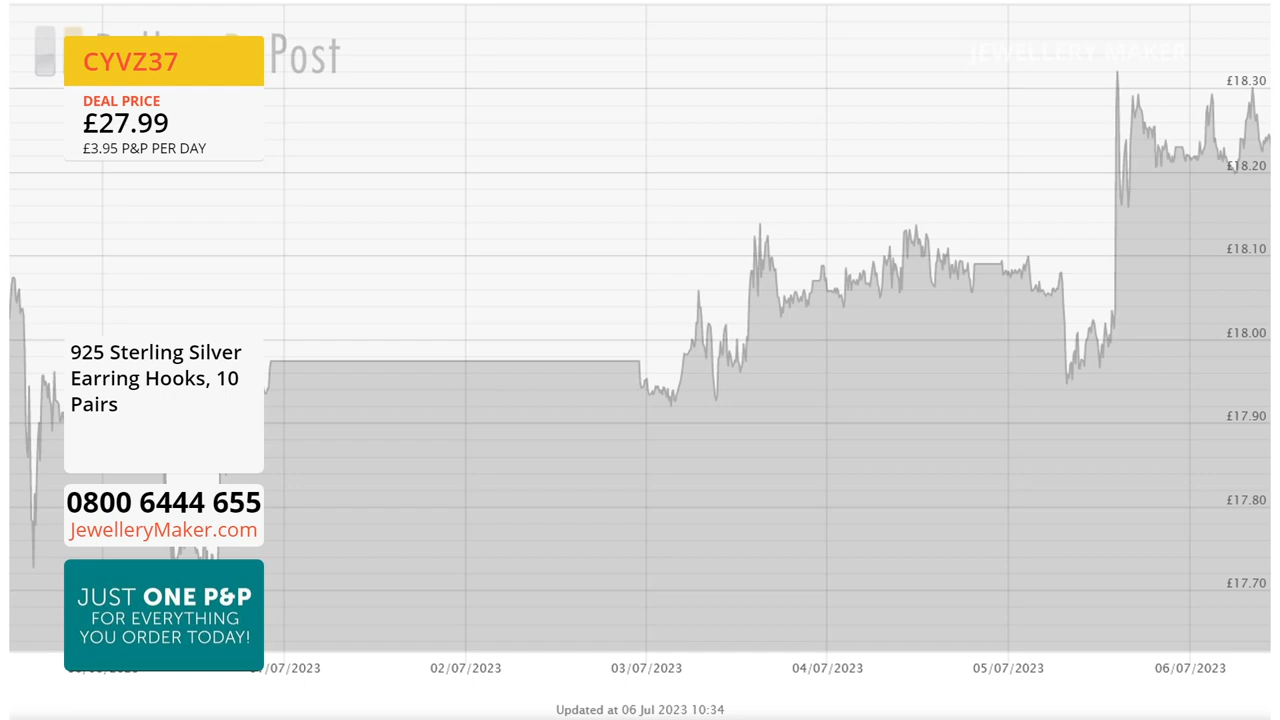 Post
JEWELLERY MAKER
CYVZ37
DEAL PRICE
£27.99
£3.95 P&P PER DAY
£18.30
£18.20
£18.10
£18.00
£17.90
£17.80
£17.70
925 Sterling Silver
Earring Hooks, 10
Pairs
0800 6444 655
JewelleryMaker.com
JUST ONE P&P
FOR EVERYTHING
YOU ORDER TODAY!
02/07/2023 03/07/2023 04/07/2023 05/07/2023 06/07/2023
Updated at 06 Jul 2023 10:34